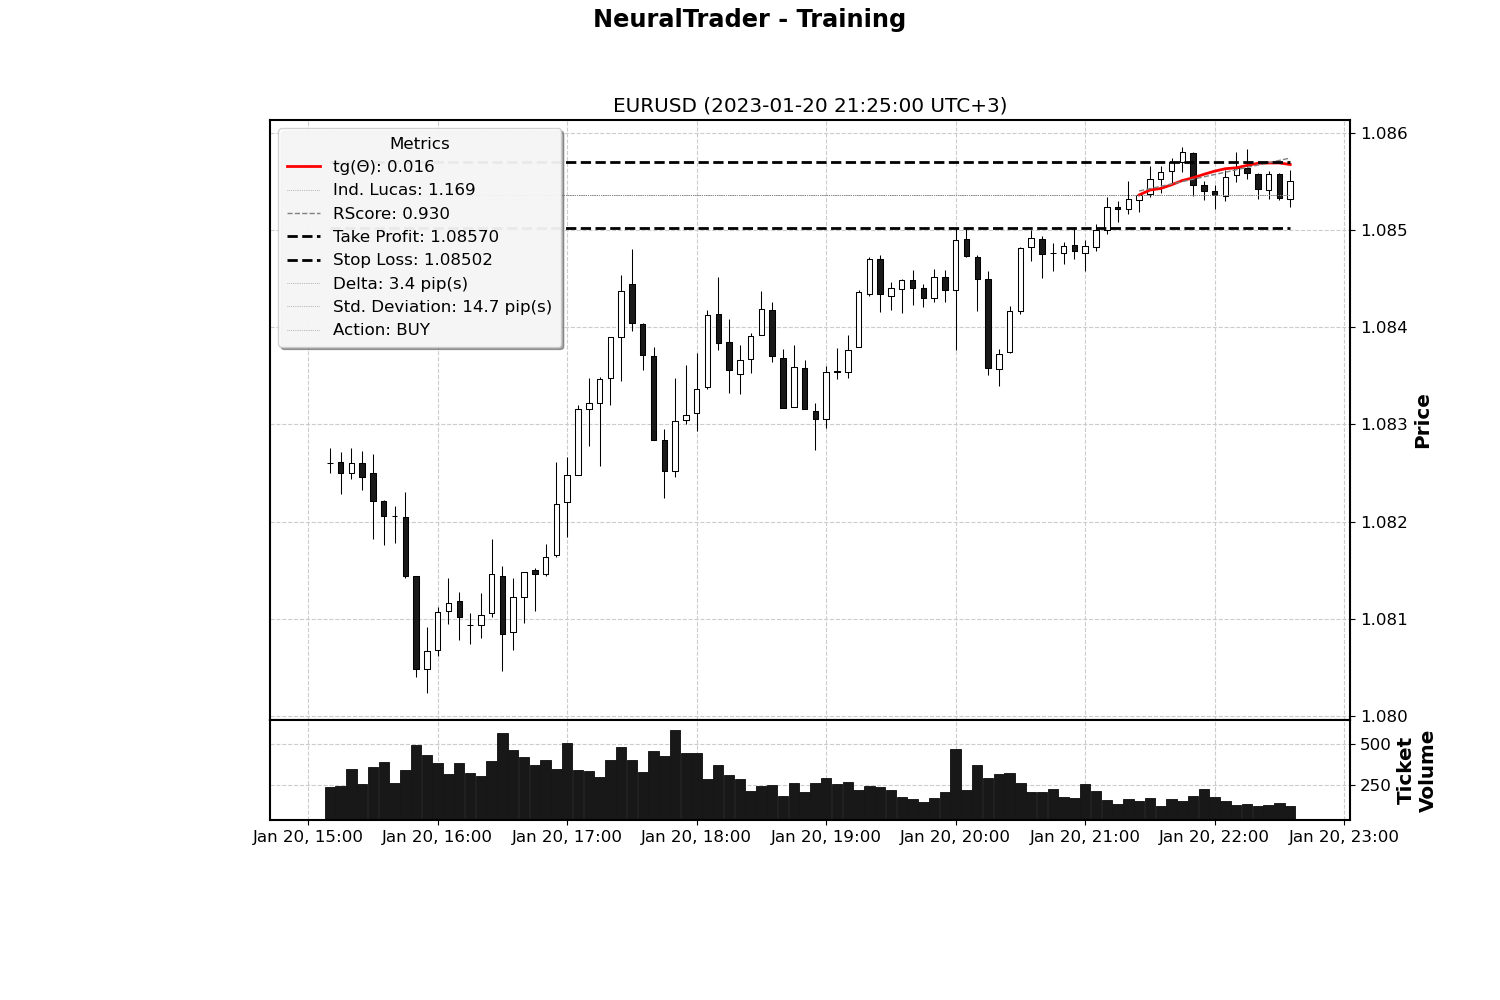 NeuralTrader - Training
EURUSD (2023-01-20 21:25:00 UTC+3)
Metrics
tg(Θ): 0.016
Ind. Lucas: 1.169
RScore: 0.930
Take Profit: 1.08570
Stop Loss: 1.08502
Delta: 3.4 pip(s)
Std. Deviation: 14.7 pip(s)
Action: BUY
1.086
1.085
1.084
1.083
1.082
1.081
1.080
Price
500
250
Ticket
Volume
Jan 20, 15:00
Jan 20, 16:00
Jan 20, 17:00
Jan 20, 18:00
Jan 20, 19:00
Jan 20, 20:00
Jan 20, 21:00
Jan 20, 22:00
Jan 20, 23:00